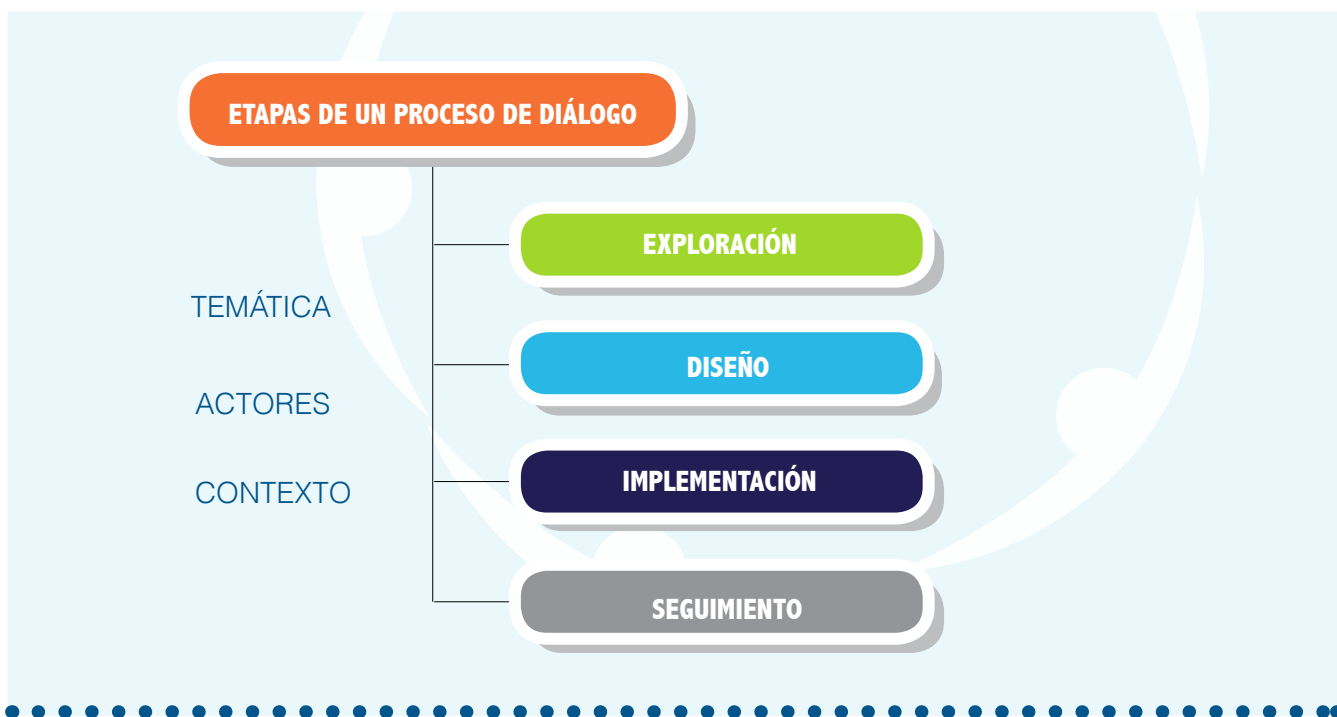 ETAPAS DE UN PROCESO DE DIÁLOGO
EXPLORACIÓN
TEMÁTICA
DISEÑO
ACTORES
IMPLEMENTACIÓN
CONTEXTO
SEGUIMIENTO